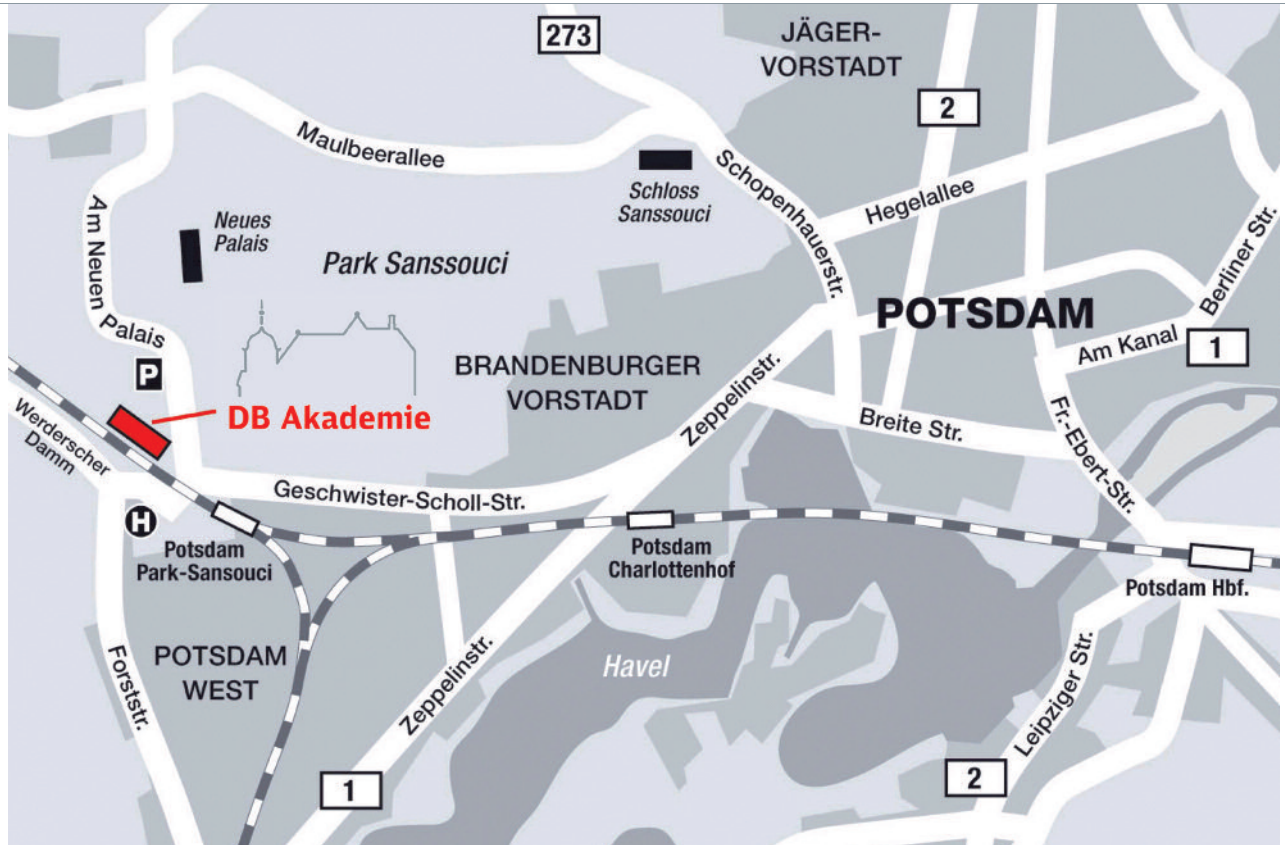 273
JÄGER-
VORSTADT
2
Maulbeerallee
Schloss
Sanssouci
Schopenhauerstr.
Hegelallee
Am Neuen Palais
Neues
Palais
Park Sanssouci
Berliner Str.
POTSDAM
Am Kanal
1
P
BRANDENBURGER
VORSTADT
Zeppelinstr.
Breite Str.
Fr.-Ebert-Str.
DB Akademie
Werderscher
Damm
Geschwister-Scholl-Str.
H
Potsdam
Park-Sansouci
Potsdam
Charlottenhof
Potsdam Hbf.
POTSDAM
WEST
Forststr.
Zeppelinstr.
Havel
Leipziger Str.
1
2